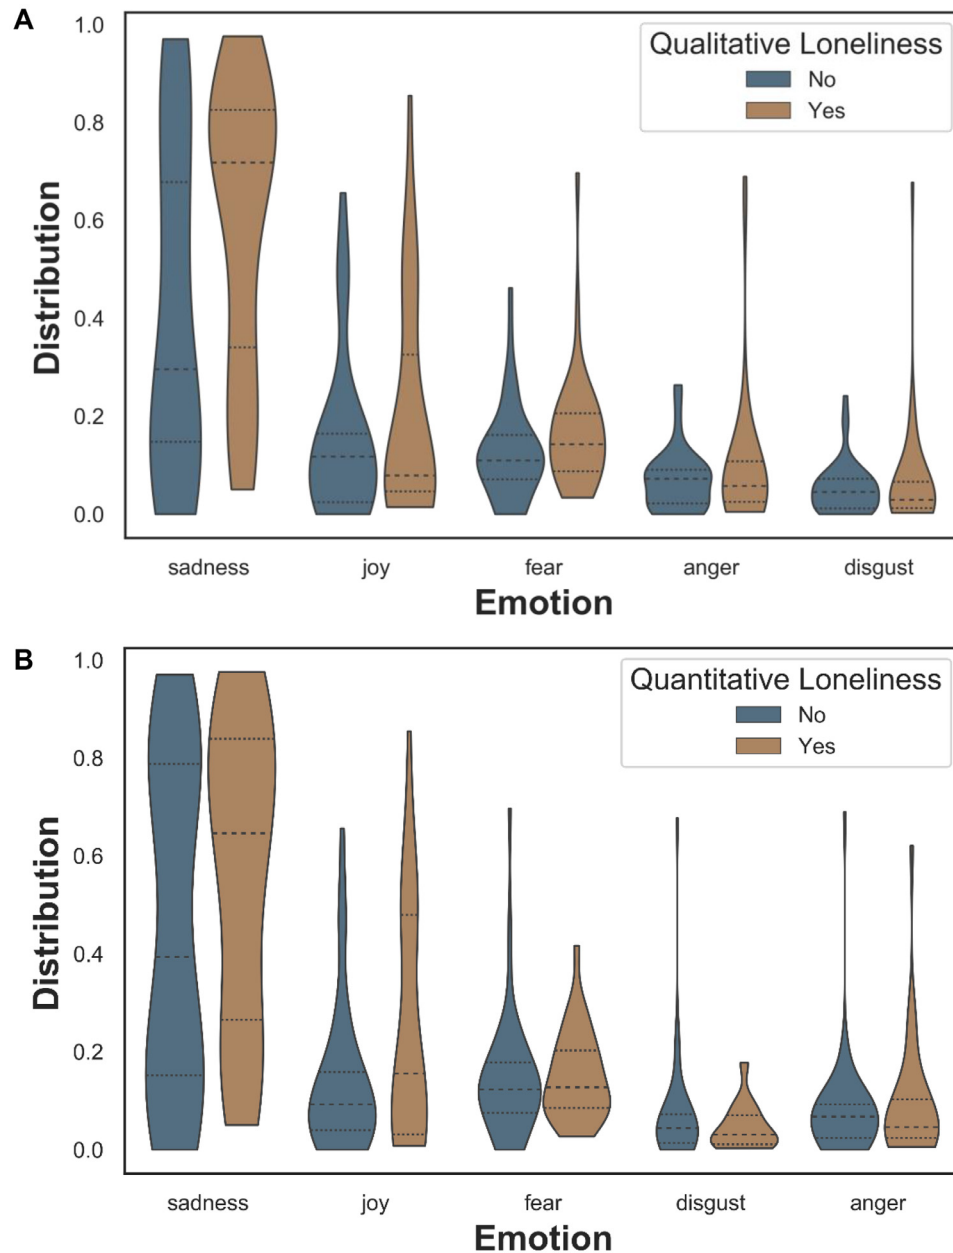 A
Qualitative Loneliness
No
Yes
1.0
0.8
0.6
0.4
0.2
0.0
Distribution
sadness joy fear anger disgust
Emotion
B
Quantitative Loneliness
No
Yes
1.0
0.8
0.6
0.4
0.2
0.0
Distribution
sadness joy fear disgust anger
Emotion